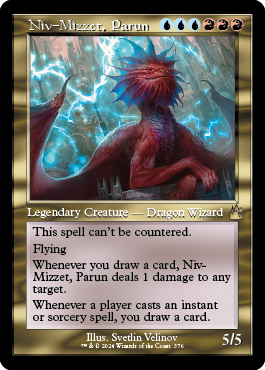 Niv-Mizzet, Parun
Legendary Creature — Dragon Wizard
This spell can't be countered.
Flying
Whenever you draw a card, Niv-
Mizzet, Parun deals 1 damage to any
target.
Whenever a player casts an instant
or sorcery spell, you draw a card.
Illus. Svetlin Velinov
5/5
™ & © 2024 Wizards of the Coast 376